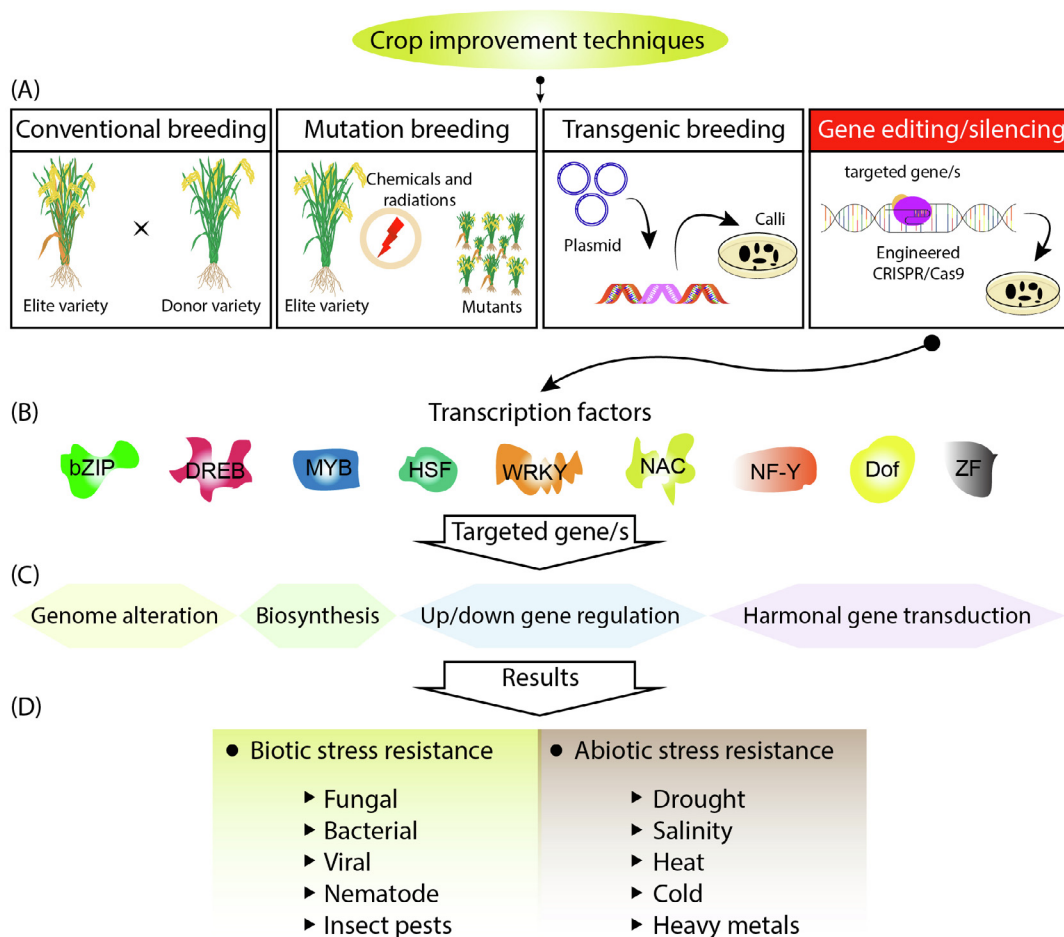 Crop improvement techniques
(A)
Conventional breeding
Mutation breeding
Transgenic breeding
Gene editing/silencing
Elite variety
Donor variety
Chemicals and
radiations
Elite variety
Mutants
Plasmid
Calli
targeted gene/s
Engineered
CRISPR/Cas9
(B)
Transcription factors
bZIP
DREB
MYB
HSF
WRKY
NAC
NF-Y
Dof
ZF
Targeted gene/s
(C)
Genome alteration
Biosynthesis
Up/down gene regulation
Harmonal gene transduction
Results
(D)
Biotic stress resistance
Fungal
Bacterial
Viral
Nematode
Insect pests
Abiotic stress resistance
Drought
Salinity
Heat
Cold
Heavy metals